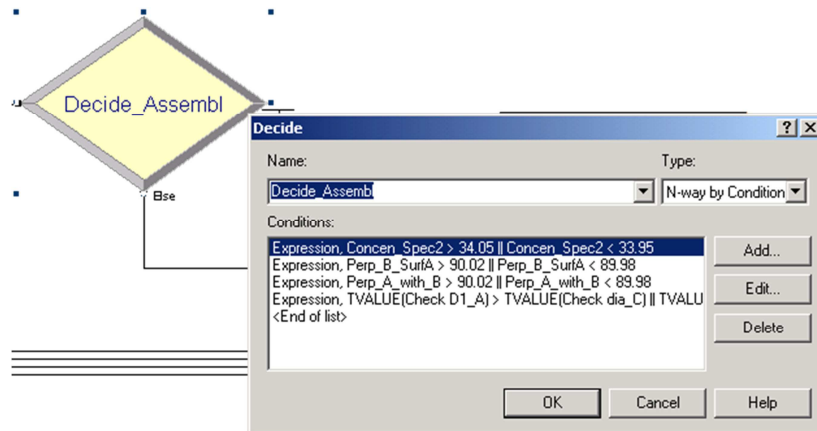 Decide_Assembl
Else
Decide
Name:
Type:
Decide_Assembl
N-way by Condition
Conditions:
Expression, Concen_Spec2 > 34.05 || Concen_Spec2 < 33.95
Expression, Perp_B_SurfA > 90.02 || Perp_B_SurfA < 89.98
Expression, Perp_A_with_B > 90.02 || Perp_A_with_B < 89.98
Expression, TVALUE(Check D1_A) > TVALUE(Check dia_C) || TVALU
<End of list>
Add...
Edit...
Delete
OK
Cancel
Help